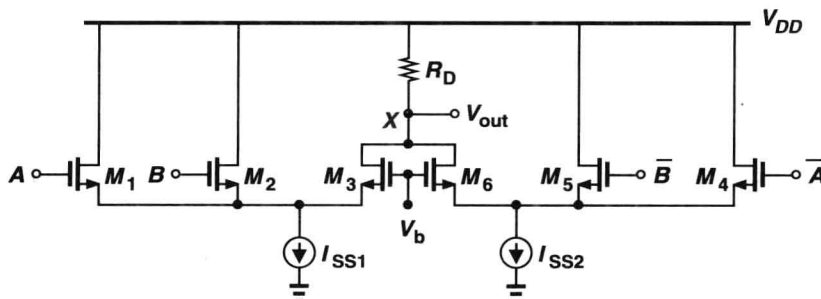 V_DD
R_D
X
V_out
A
M_1
B
M_2
M_3
M_6
M_5
B̅
M_4
A̅
V_b
I_SS1
I_SS2